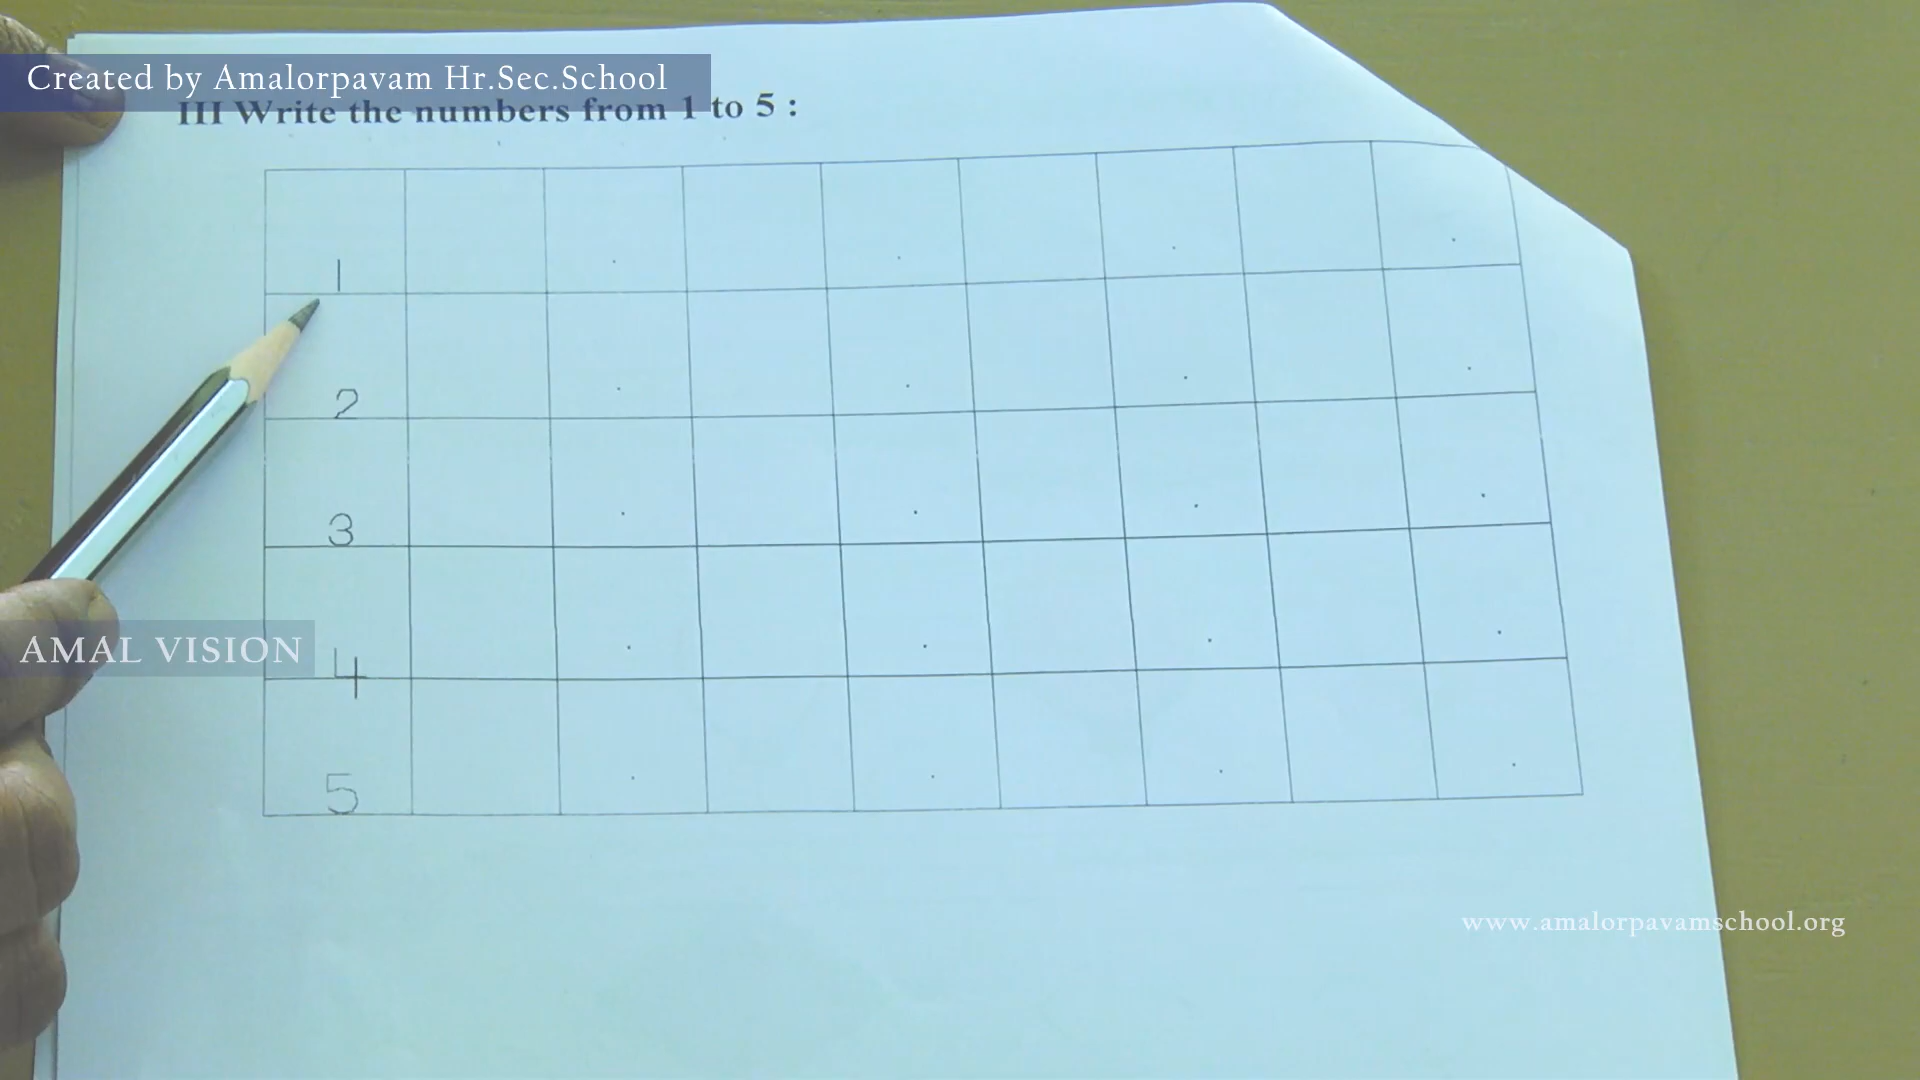 Created by Amalorpavam Hr.Sec.School
III Write the numbers from 1 to 5 :
1
2
3
4
5
AMAL VISION
www.amalorpavamschool.org